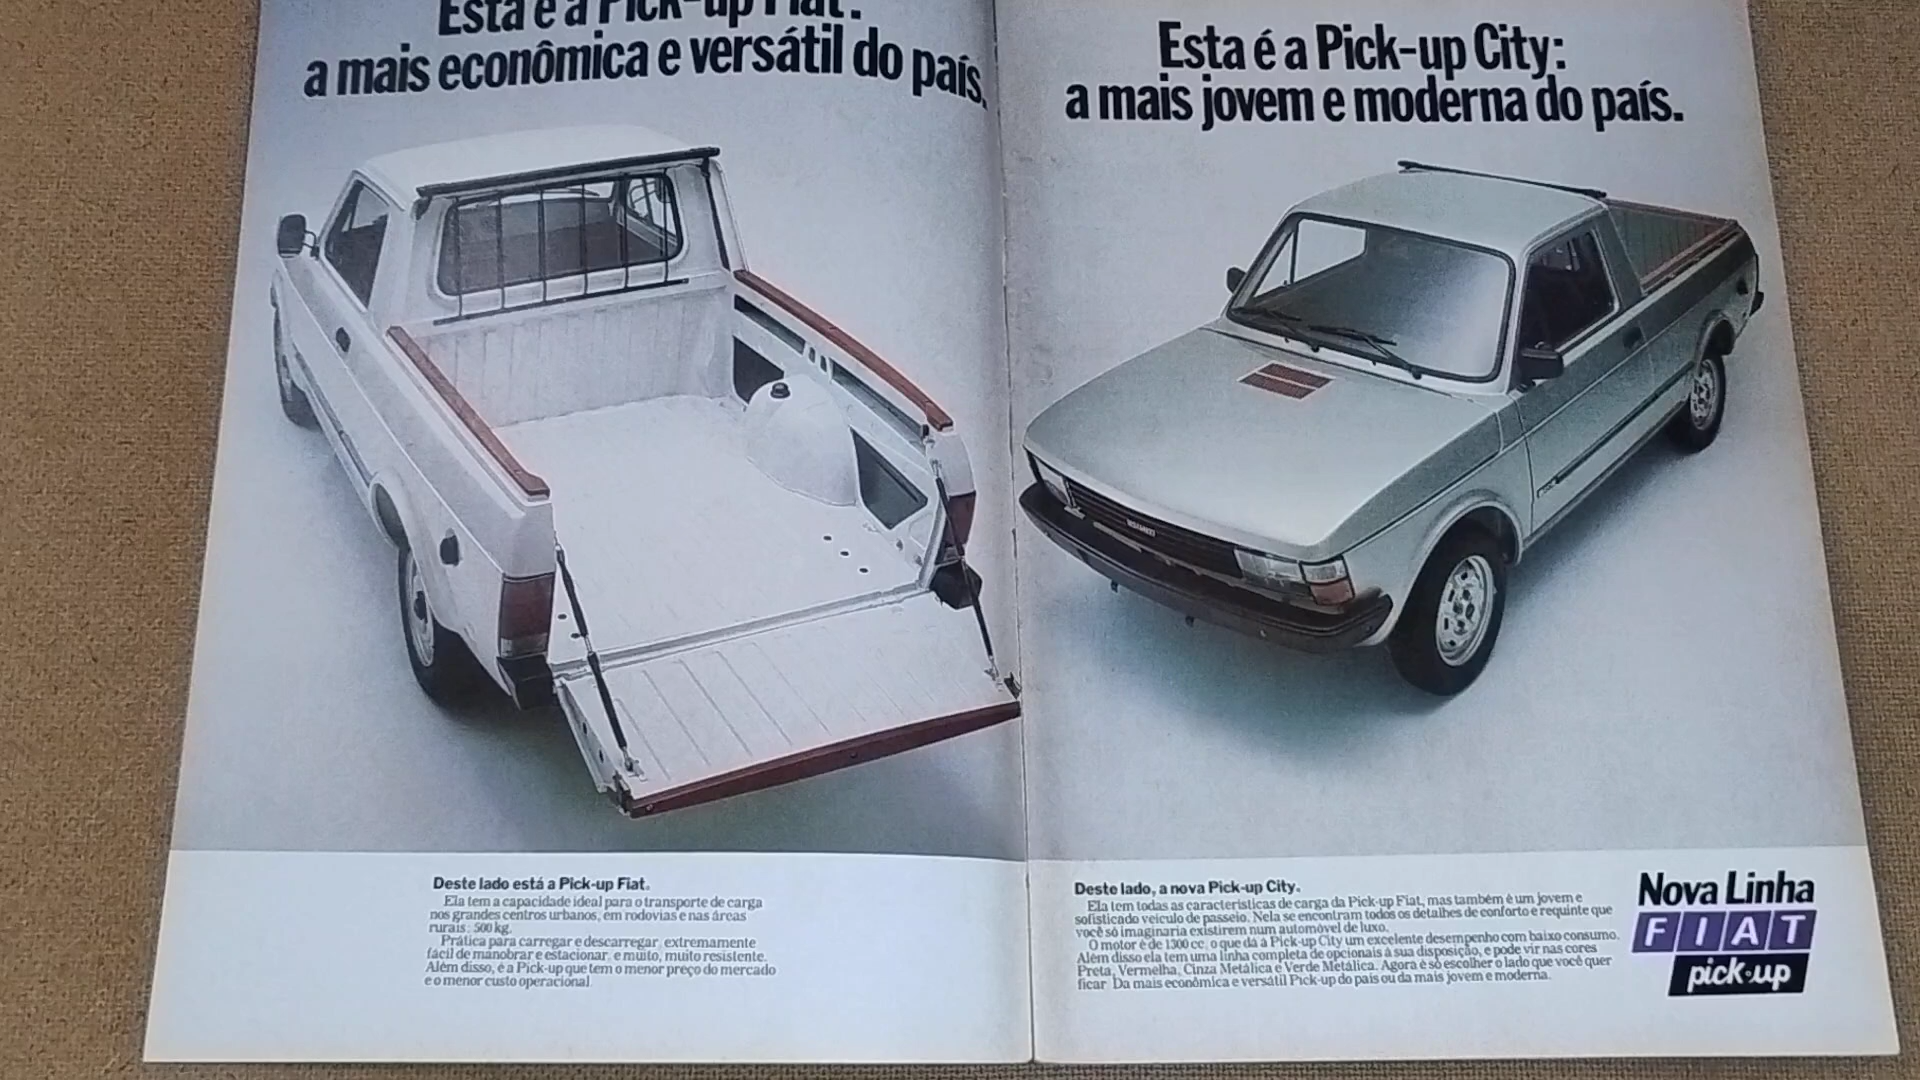 Esta é a Pick-up Fiat:
a mais econômica e versátil do país.
Deste lado está a Pick-up Fiat.
Ela tem a capacidade ideal para o transporte de carga
nos grandes centros urbanos, em rodovias e nas áreas
rurais: 500 kg.
Prática para carregar e descarregar, extremamente
fácil de manobrar e estacionar, e muito, muito resistente.
Além disso, é a Pick-up que tem o menor preço do mercado
e o menor custo operacional.
Esta é a Pick-up City:
a mais jovem e moderna do país.
Deste lado, a nova Pick-up City.
Ela tem todas as características de carga da Pick-up Fiat, mas também é um jovem e
sofisticado veículo de passeio. Nela se encontram todos os detalhes de conforto e requinte que
você só imaginaria existirem num automóvel de luxo.
O motor é de 1300 cc, o que dá à Pick-up City um excelente desempenho com baixo consumo.
Além disso ela tem uma linha completa de opcionais à sua disposição, e pode vir nas cores
Preta, Vermelha, Cinza Metálica e Verde Metálica. Agora é só escolher o lado que você quer
ficar. Da mais econômica e versátil Pick-up do país ou da mais jovem e moderna.
Nova Linha
FIAT
pick-up